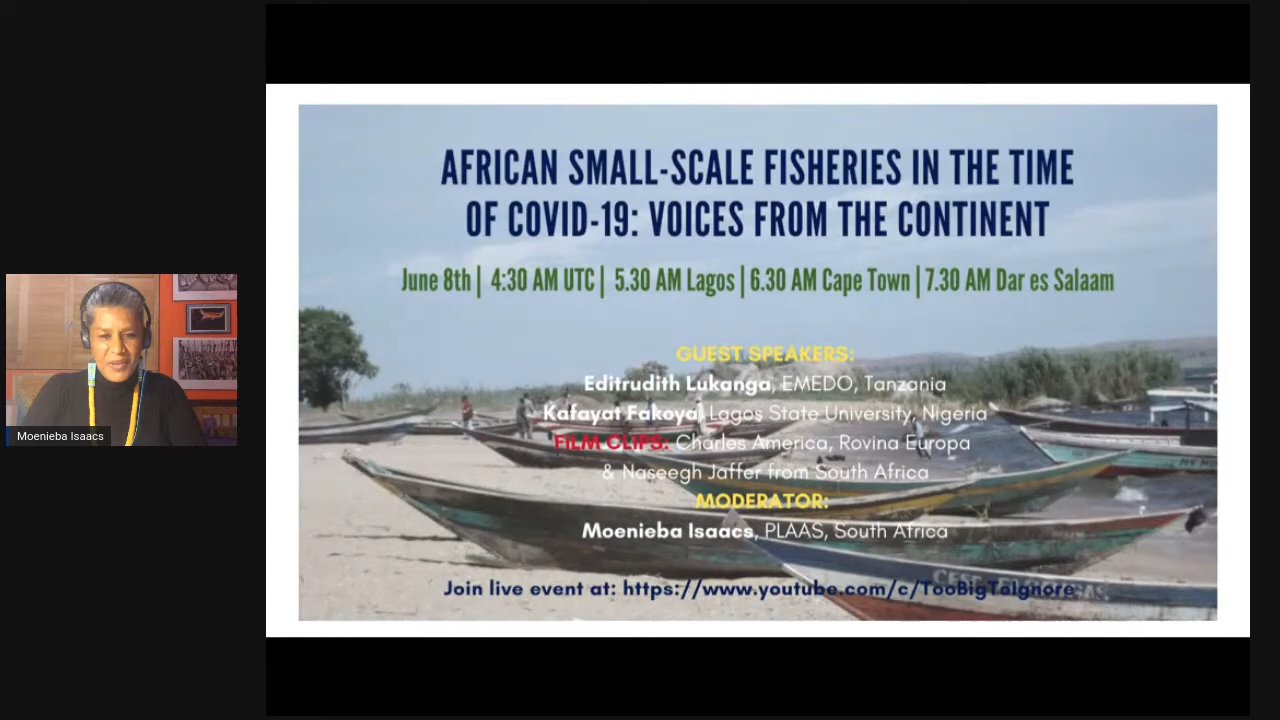 AFRICAN SMALL-SCALE FISHERIES IN THE TIME
OF COVID-19: VOICES FROM THE CONTINENT
June 8th | 4:30 AM UTC | 5.30 AM Lagos | 6.30 AM Cape Town | 7.30 AM Dar es Salaam
GUEST SPEAKERS:
Editrudith Lukanga, EMEDO, Tanzania
Kafayat Fakoya, Lagos State University, Nigeria
FILM CLIPS: Charles America, Rovina Europa
& Naseegh Jaffer from South Africa
MODERATOR:
Moenieba Isaacs, PLAAS, South Africa
Join live event at: https://www.youtube.com/c/TooBigToIgnore
Moenieba Isaacs